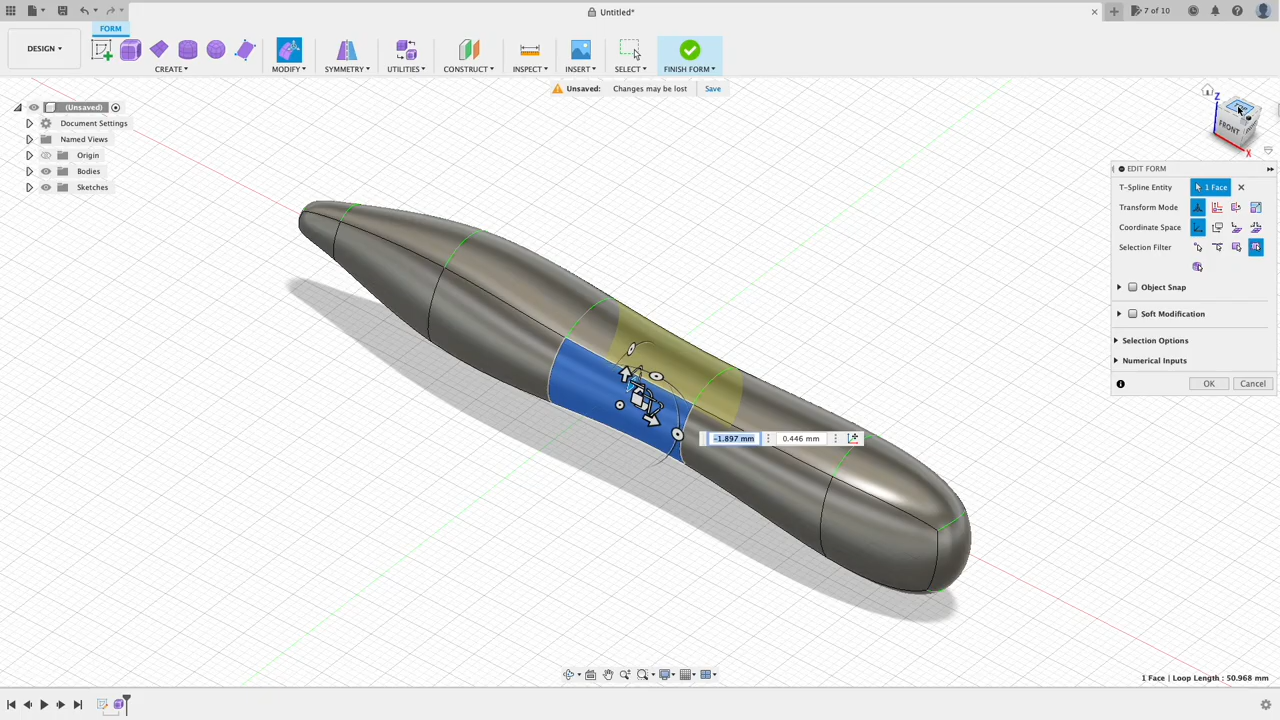 Untitled*
7 of 10
DESIGN
FORM
CREATE
MODIFY
SYMMETRY
UTILITIES
CONSTRUCT
INSPECT
INSERT
SELECT
FINISH FORM
Unsaved: Changes may be lost Save
(Unsaved)
Document Settings
Named Views
Origin
Bodies
Sketches
Z
FRONT
X
EDIT FORM
T-Spline Entity 1 Face
Transform Mode
Coordinate Space
Selection Filter
Object Snap
Soft Modification
Selection Options
Numerical Inputs
OK Cancel
-1.897 mm 0.446 mm
1 Face | Loop Length : 50.968 mm